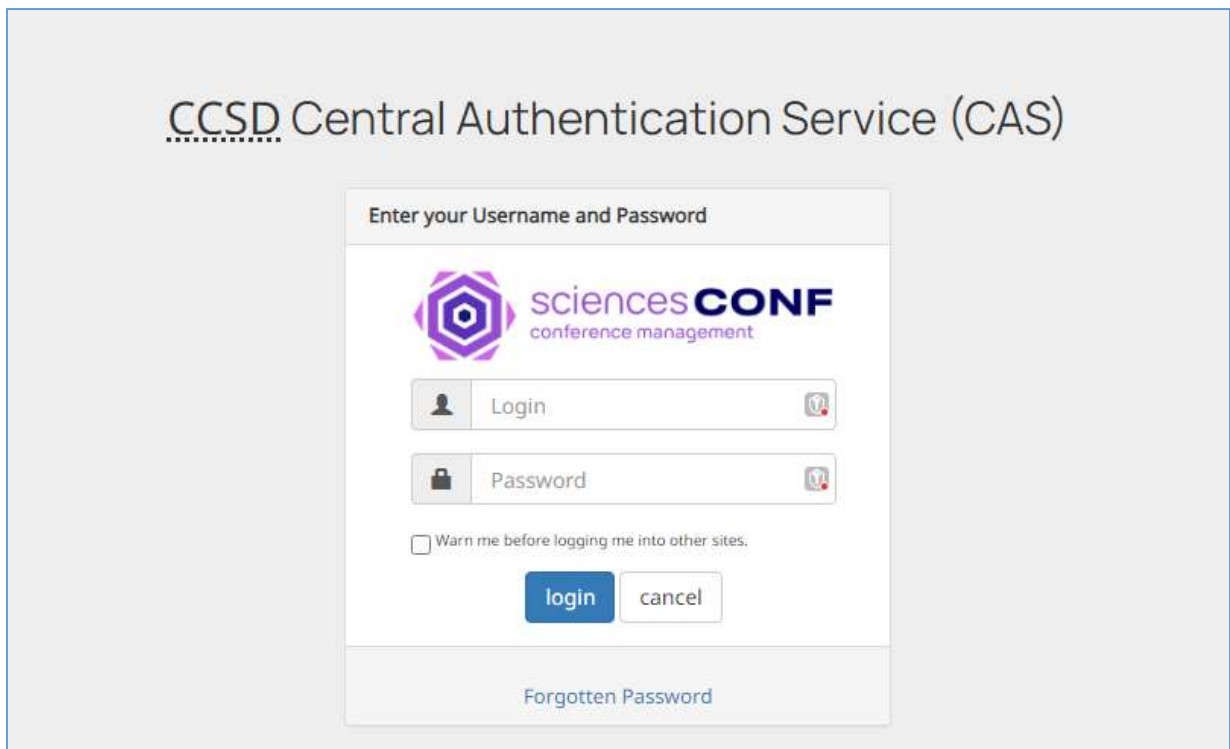 CCSD Central Authentication Service (CAS)
Enter your Username and Password
sciencesCONF
conference management
Login
Password
Warn me before logging me into other sites.
login cancel
Forgotten Password